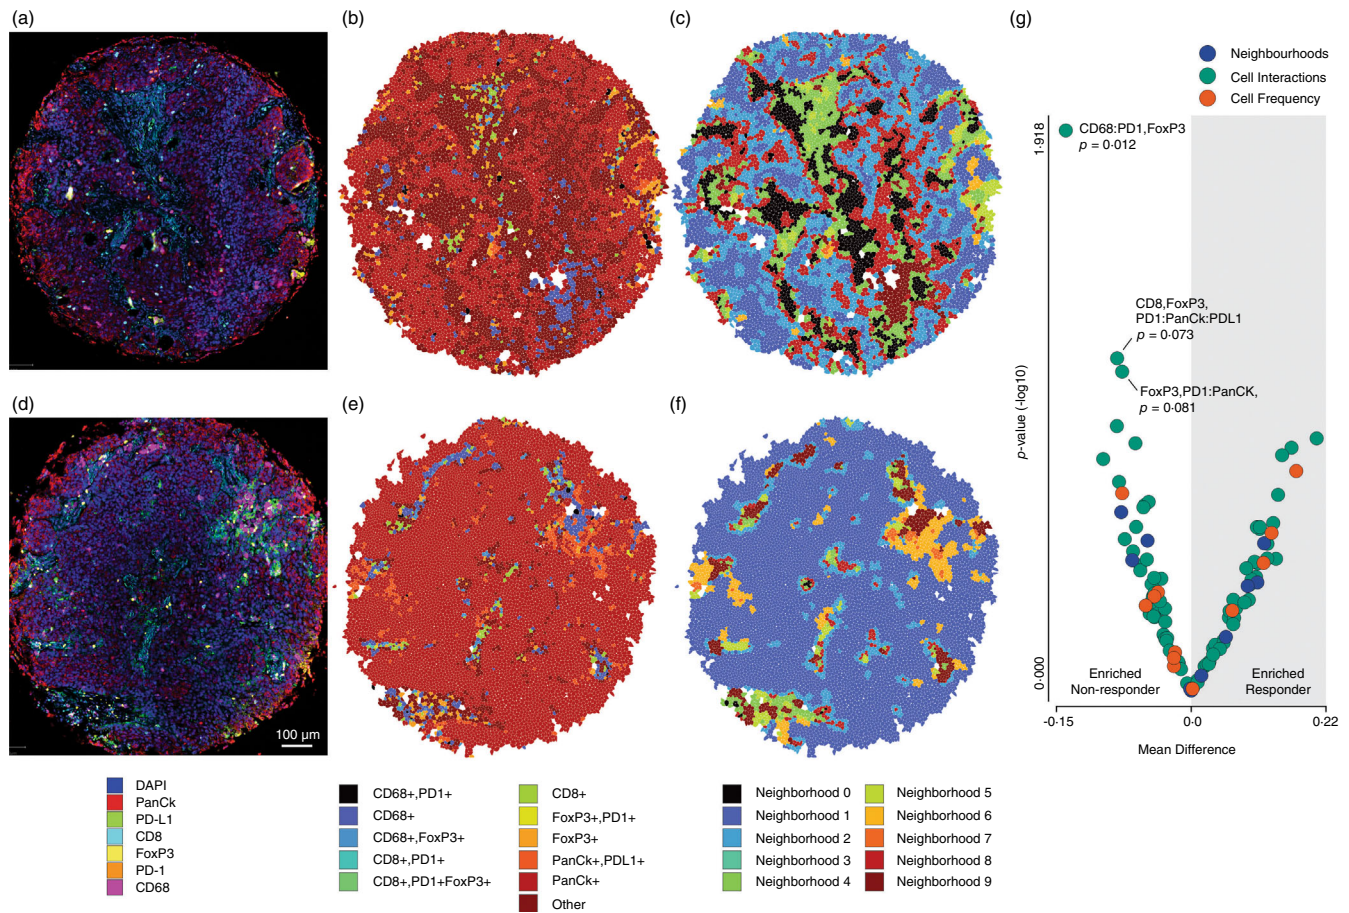 (a)
(b)
(c)
(g)
Neighbourhoods
Cell Interactions
Cell Frequency
1·918
CD68:PD1,FoxP3
p = 0·012
CD8,FoxP3,
PD1:PanCk:PDL1
p = 0·073
FoxP3,PD1:PanCK,
p = 0·081
p-value (-log10)
0·000
Enriched
Non-responder
Enriched
Responder
-0.15
0·0
0·22
Mean Difference
(d)
(e)
(f)
100 µm
DAPI
PanCk
PD-L1
CD8
FoxP3
PD-1
CD68
CD68+,PD1+
CD68+
CD68+,FoxP3+
CD8+,PD1+
CD8+,PD1+FoxP3+
CD8+
FoxP3+,PD1+
FoxP3+
PanCk+,PDL1+
PanCk+
Other
Neighborhood 0
Neighborhood 1
Neighborhood 2
Neighborhood 3
Neighborhood 4
Neighborhood 5
Neighborhood 6
Neighborhood 7
Neighborhood 8
Neighborhood 9